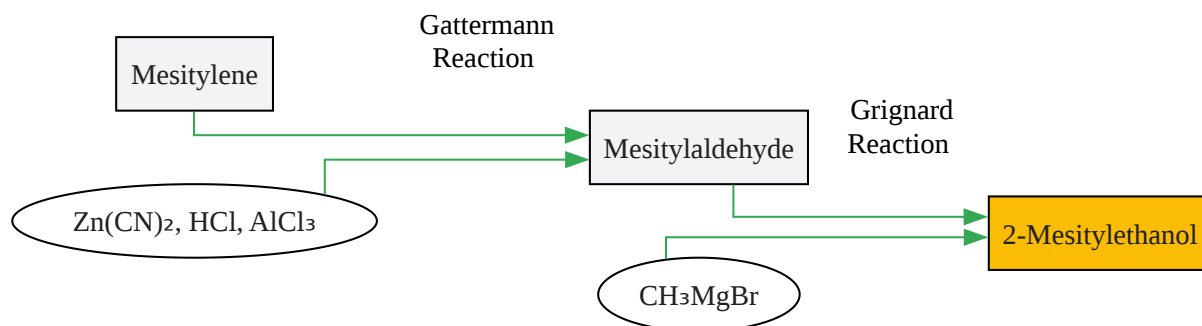 Gattermann
Reaction
Mesitylene
Grignard
Reaction
Mesitylaldehyde
Zn(CN)₂, HCl, AlCl₃
2-Mesitylethanol
CH₃MgBr